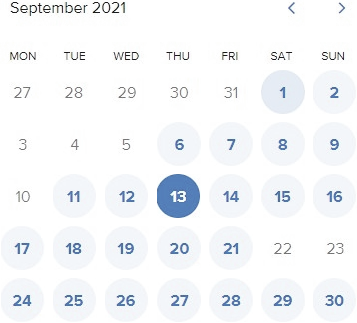 September 2021
MON TUE WED THU FRI SAT SUN
27 28 29 30 31 1 2
3 4 5 6 7 8 9
10 11 12 13 14 15 16
17 18 19 20 21 22 23
24 25 26 27 28 29 30